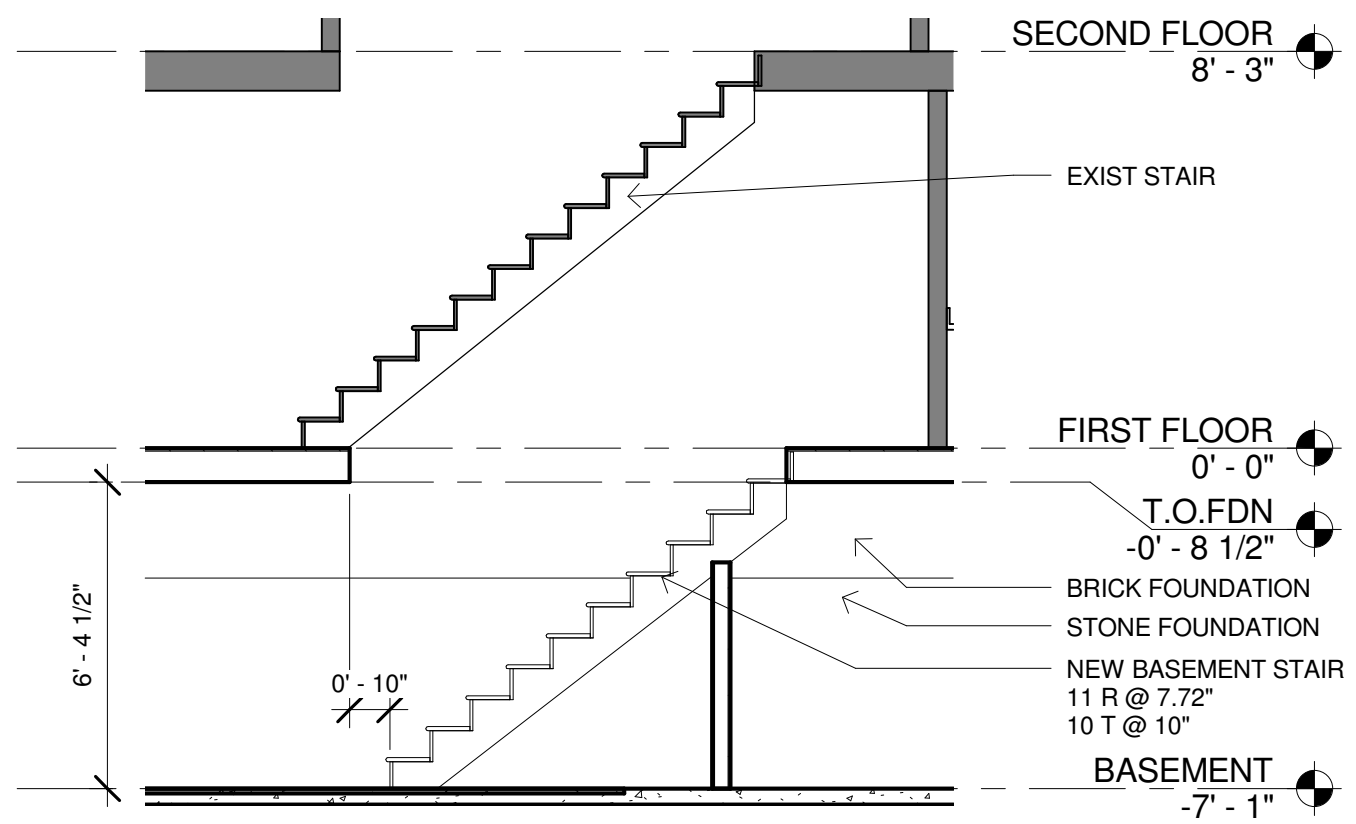 SECOND FLOOR
8' - 3"
EXIST STAIR
FIRST FLOOR
0' - 0"
T.O.FDN
-0' - 8 1/2"
6' - 4 1/2"
0' - 10"
BRICK FOUNDATION
STONE FOUNDATION
NEW BASEMENT STAIR
11 R @ 7.72"
10 T @ 10"
BASEMENT
-7' - 1"